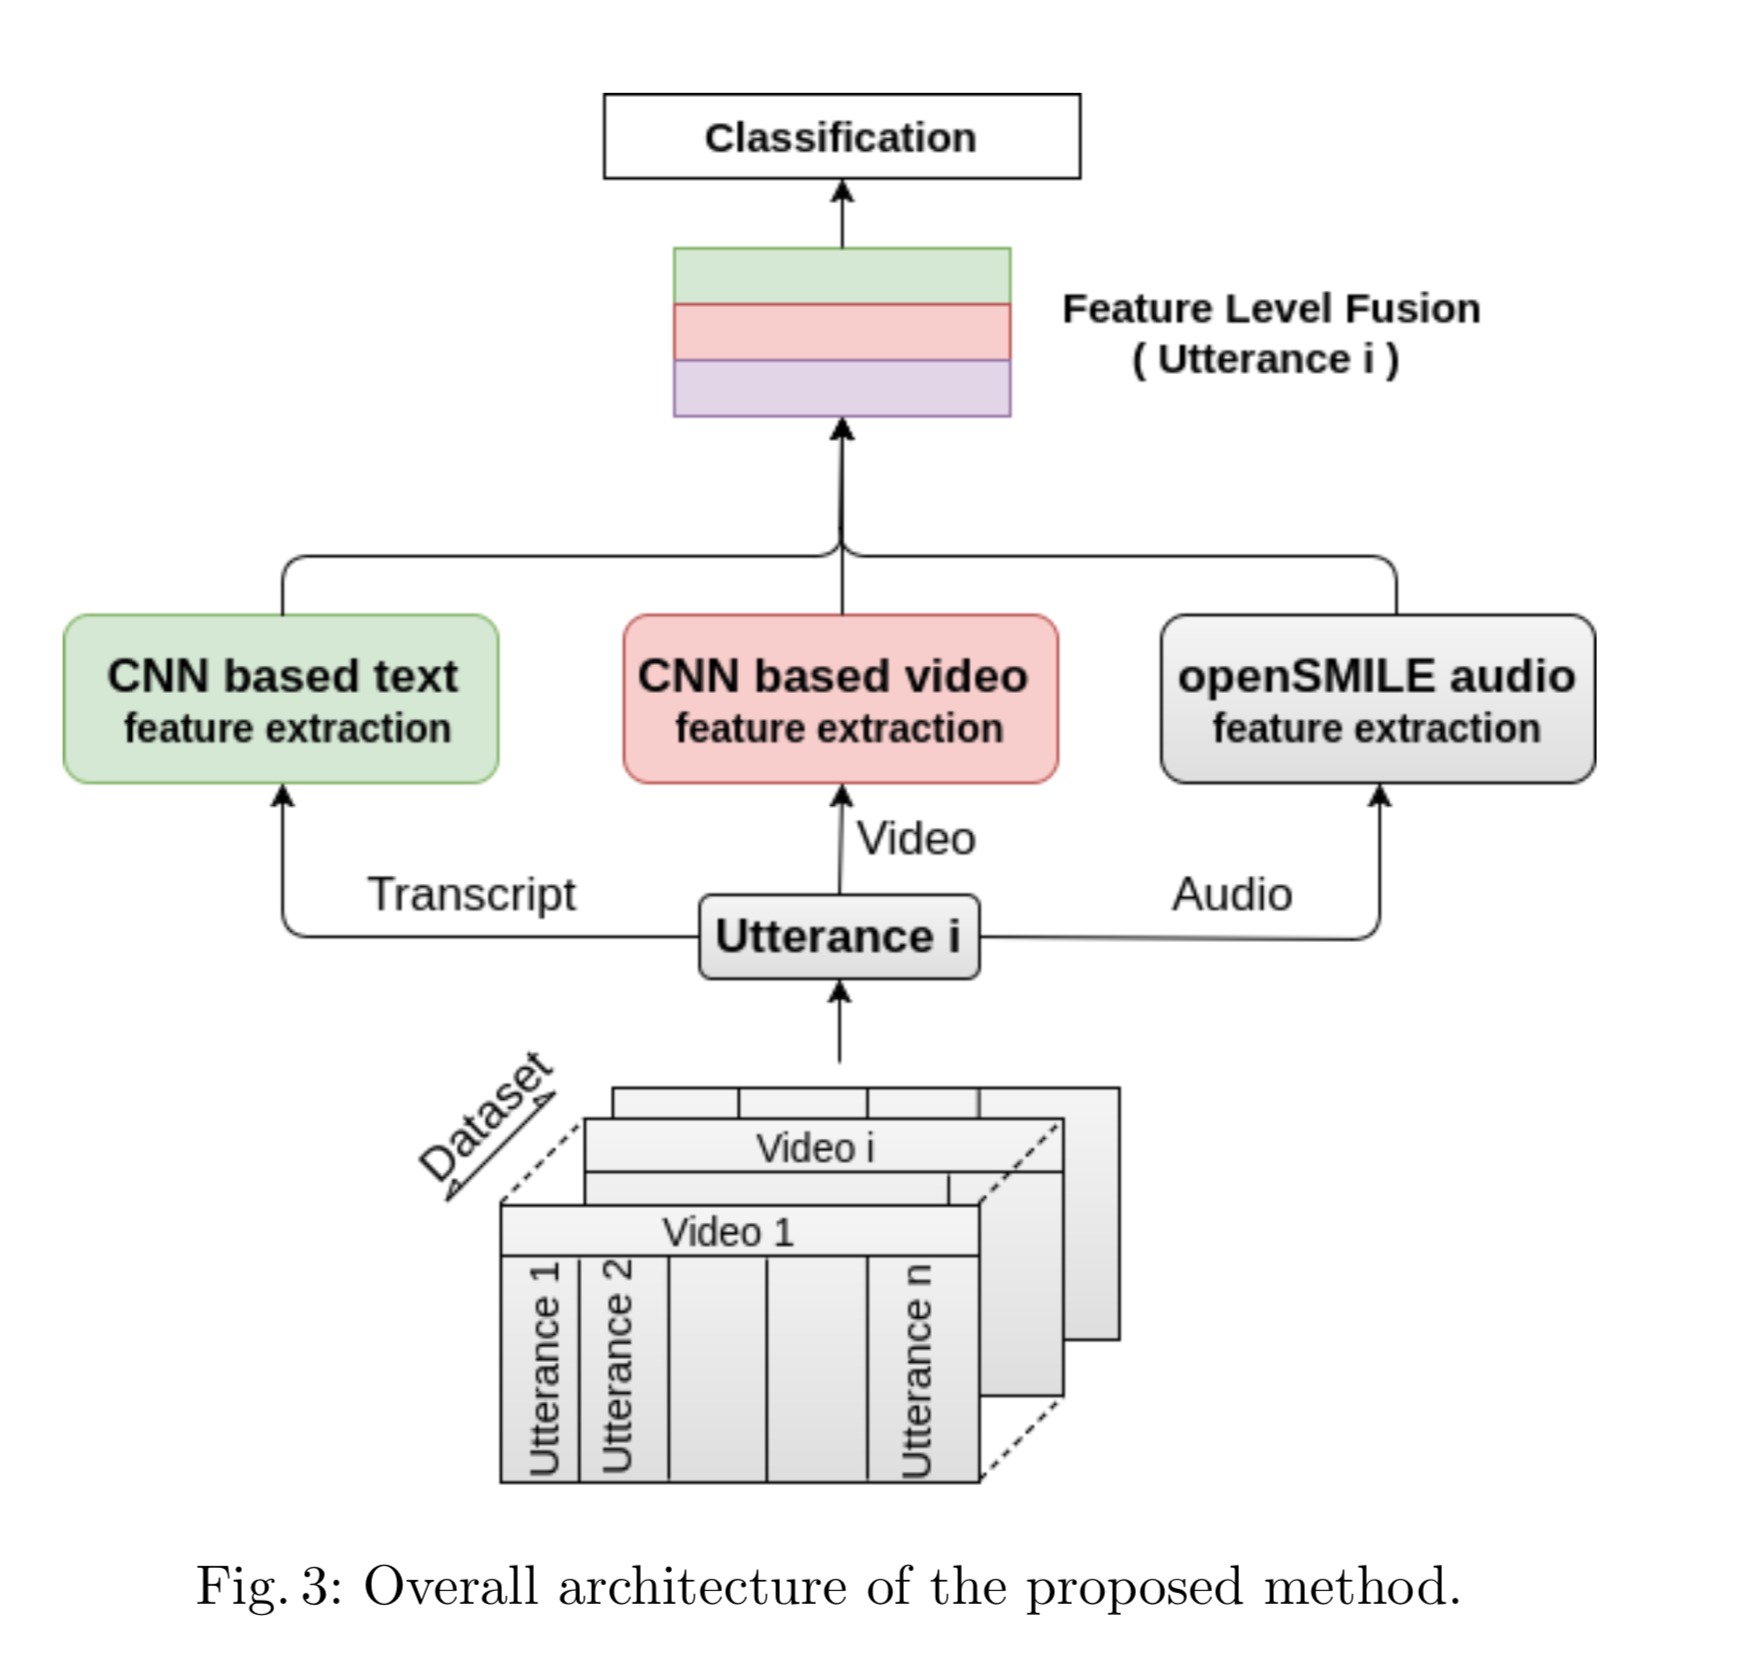 Classification
Feature Level Fusion
( Utterance i )
CNN based text
feature extraction
CNN based video
feature extraction
openSMILE audio
feature extraction
Video
Transcript
Audio
Utterance i
Dataset
Video i
Video 1
Utterance 1
Utterance 2
Utterance n
Fig. 3: Overall architecture of the proposed method.